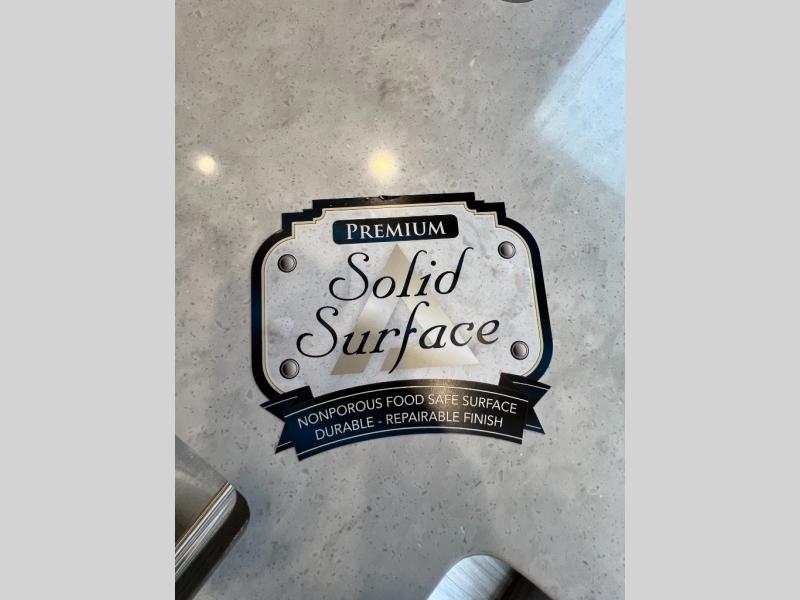 PREMIUM
Solid
Surface
NONPOROUS FOOD SAFE SURFACE
DURABLE - REPAIRABLE FINISH